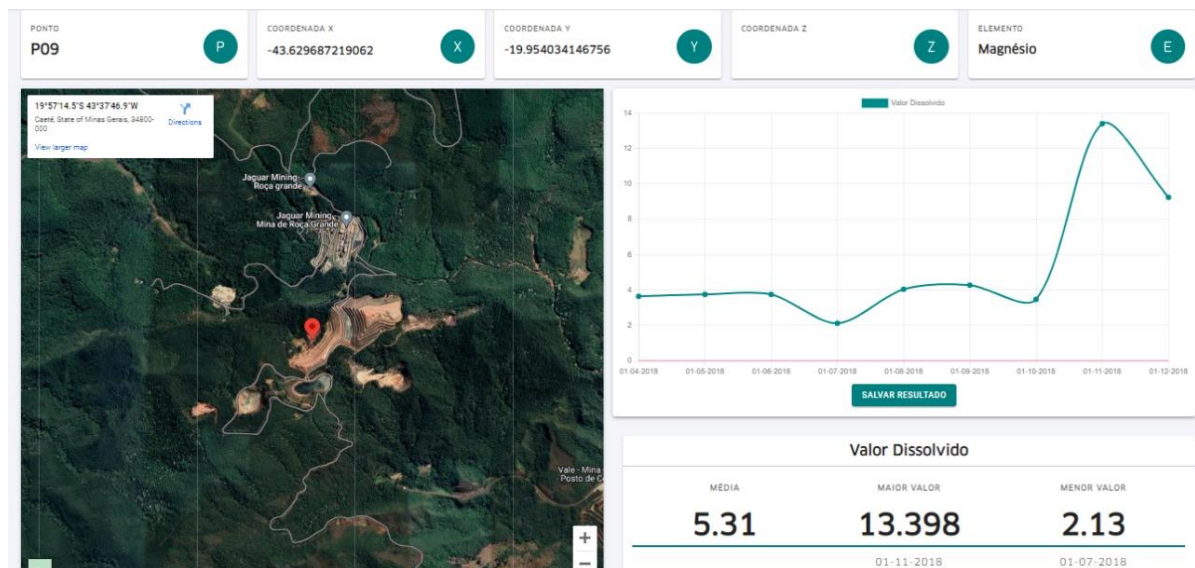 PONTO
P09
P
COORDENADA X
-43.629687219062
X
COORDENADA Y
-19.954034146756
Y
COORDENADA Z
Z
ELEMENTO
Magnésio
E
19°57'14.5"S 43°37'46.9"W
Caeté, State of Minas Gerais, 34800-
000
Directions
View larger map
Jaguar Mining-
Roça grande
Jaguar Mining-
Mina de Roça Grande
Vale - Mina
Posto de C
+
−
Valor Dissolvido
14
12
10
8
6
4
2
0
01-04-2018
01-05-2018
01-06-2018
01-07-2018
01-08-2018
01-09-2018
01-10-2018
01-11-2018
01-12-2018
SALVAR RESULTADO
Valor Dissolvido
MÉDIA
MAIOR VALOR
MENOR VALOR
5.31
13.398
2.13
01-11-2018
01-07-2018